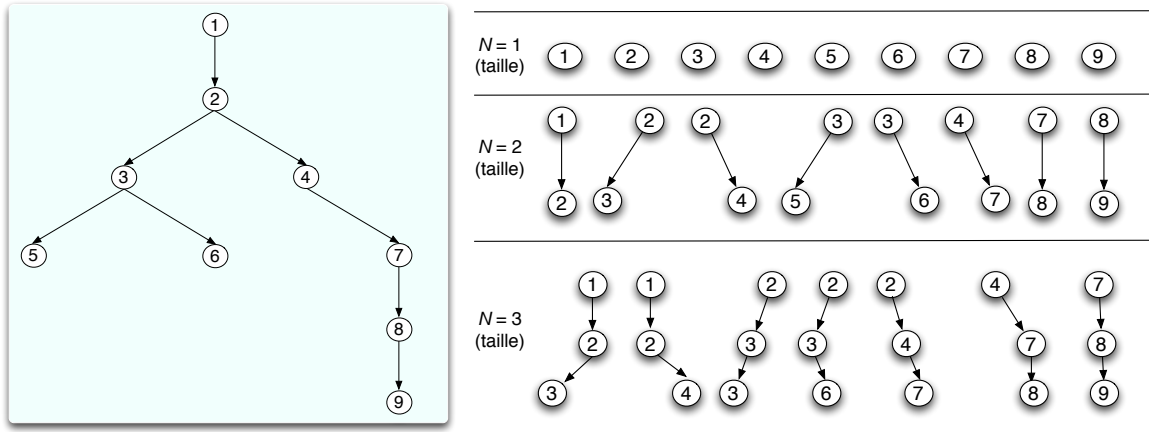 1
2
3 4
5 6 7
8
9
N = 1
(taille)
1 2 3 4 5 6 7 8 9
N = 2
(taille)
1 2 2 3 3 4 7 8
2 3 4 5 6 7 8 9
N = 3
(taille)
1 1 2 2 2 4 7
2 2 3 3 4 7 8
3 4 3 6 7 8 9